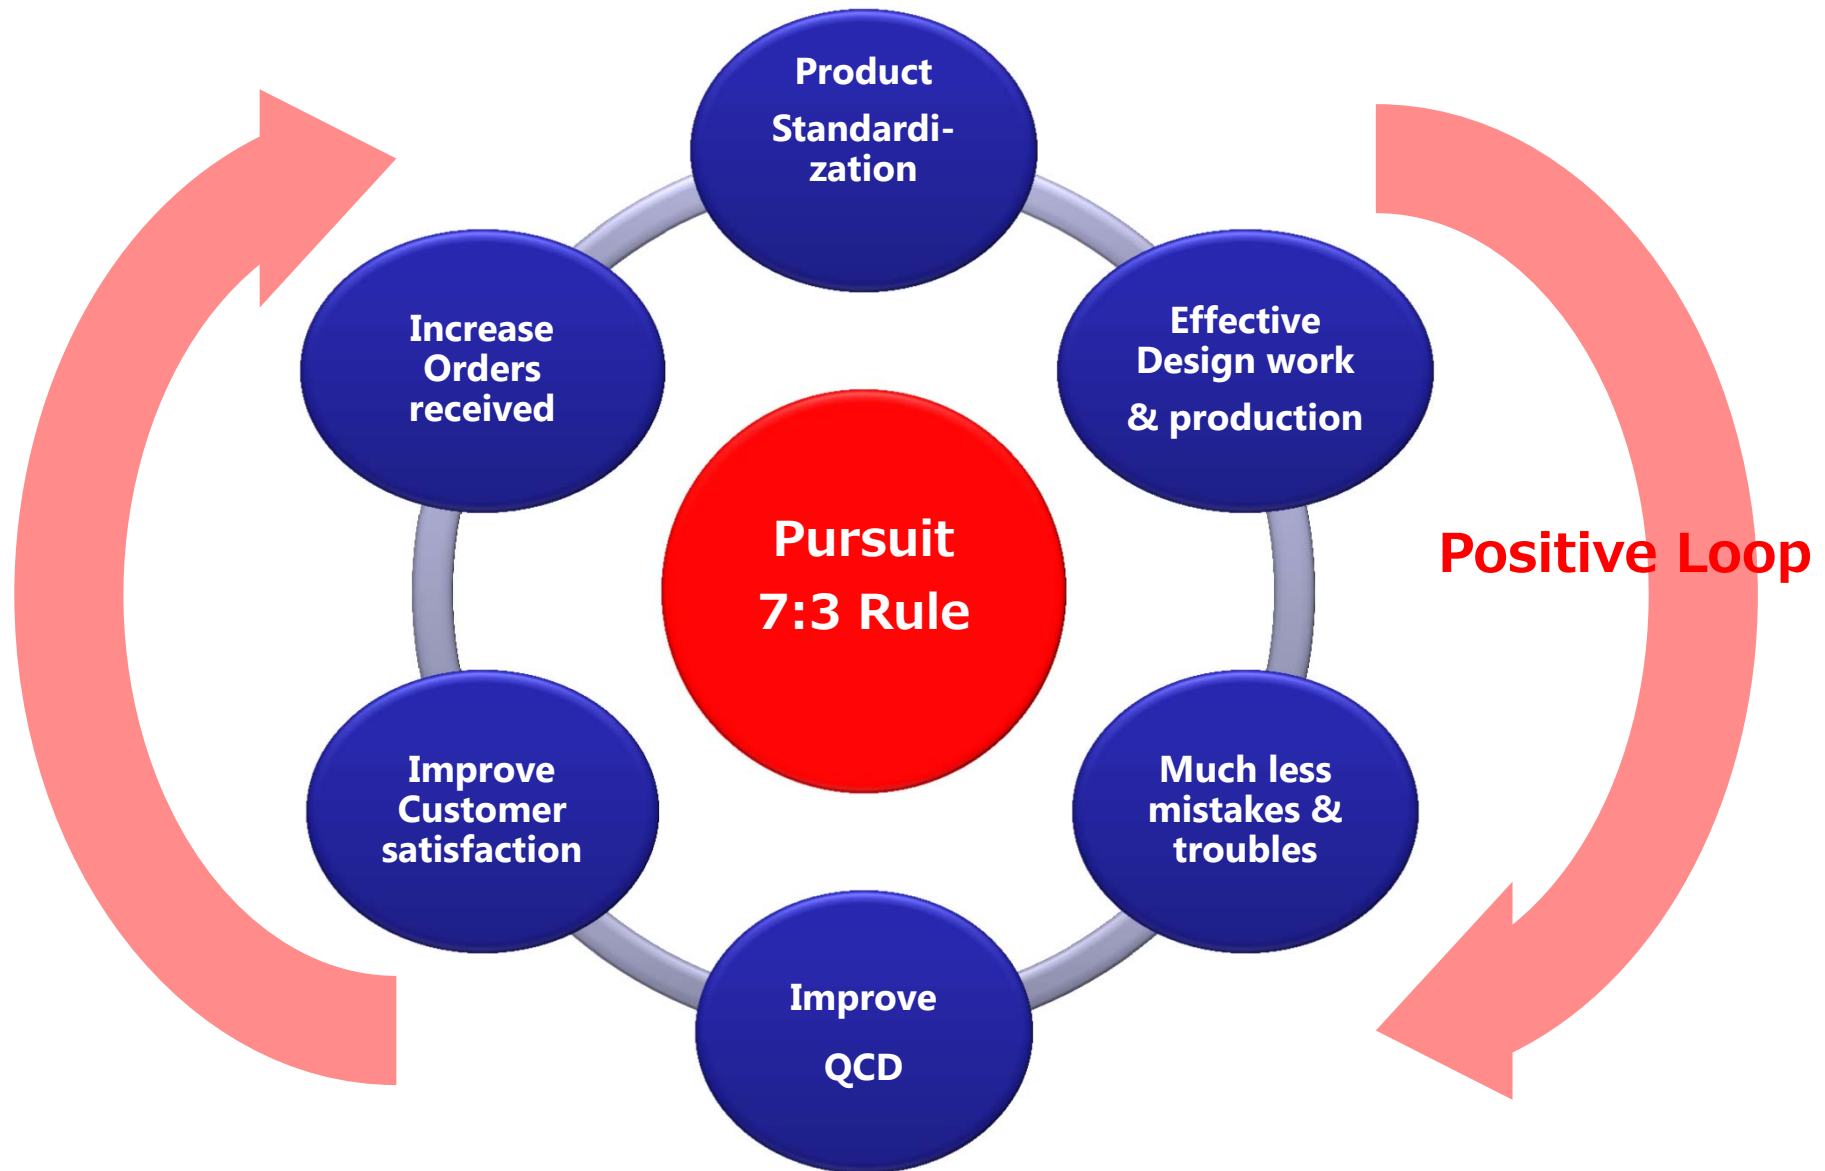 Product
Standardi-
zation
Increase
Orders
received
Effective
Design work
& production
Pursuit
7:3 Rule
Positive Loop
Improve
Customer
satisfaction
Much less
mistakes &
troubles
Improve
QCD